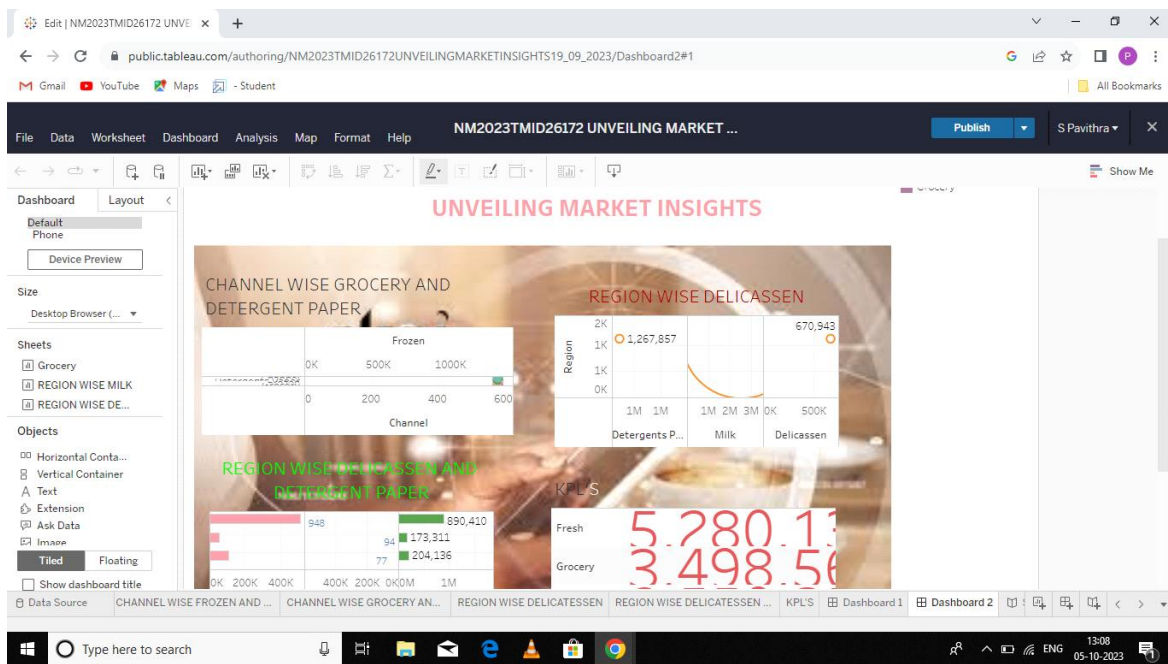 Edit | NM2023TMID26172 UNVE
public.tableau.com/authoring/NM2023TMID26172UNVEILINGMARKETINSIGHTS19_09_2023/Dashboard2#1
G
P
Gmail YouTube Maps - Student All Bookmarks
NM2023TMID26172 UNVEILING MARKET ...
File Data Worksheet Dashboard Analysis Map Format Help
Publish
S Pavithra
Show Me
Dashboard Layout
Default
Phone
Device Preview
Size
Desktop Browser (...
Sheets
Grocery
REGION WISE MILK
REGION WISE DE...
Objects
Horizontal Conta...
Vertical Container
A Text
Extension
Ask Data
Image
Tiled Floating
Show dashboard title
Grocery
UNVEILING MARKET INSIGHTS
CHANNEL WISE GROCERY AND
DETERGENT PAPER
Frozen
0K 500K 1000K
0 200 400 600
Channel
REGION WISE DELICASSEN
Region
2K
1K
1K
0K
1,267,857
670,943
1M 1M 1M 2M 3M 0K 500K
Detergents P... Milk Delicassen
REGION WISE DELICASSEN AND
DETERGENT PAPER
948 890,410
94 173,311
77 204,136
0K 200K 400K 400K 200K 0K 0M 1M
KPL'S
Fresh 5,280,13
Grocery 3,498,56
Data Source CHANNEL WISE FROZEN AND ... CHANNEL WISE GROCERY AN... REGION WISE DELICATESSEN REGION WISE DELICATESSEN ... KPL'S Dashboard 1 Dashboard 2
Type here to search
ENG
13:08
05-10-2023